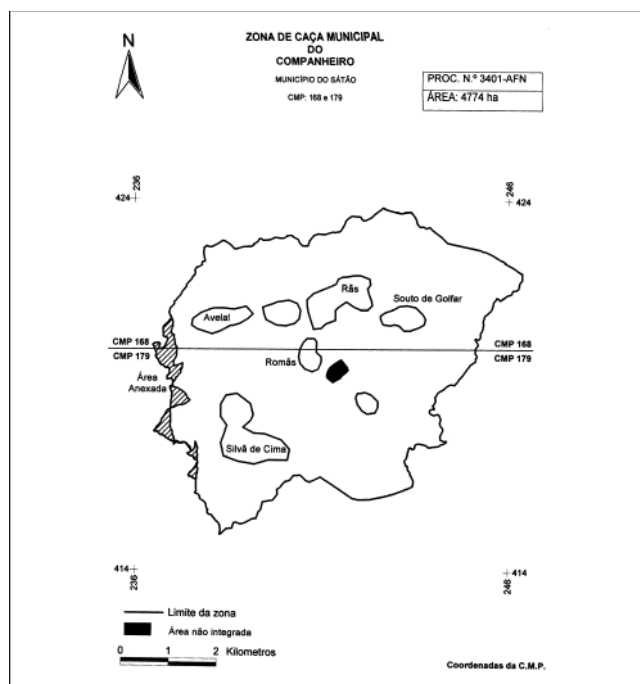 N
ZONA DE CAÇA MUNICIPAL
DO
COMPANHEIRO
MUNICÍPIO DO SÁTÃO
CMP: 168 e 179
PROC. N.º 3401-AFN
ÁREA: 4774 ha
236
424
246
424
Rãs
Souto de Golfar
Avelal
CMP 168
CMP 179
CMP 168
CMP 179
Romãs
Área
Anexada
Silvã de Cima
414
236
414
246
Limite da zona
Área não integrada
0 1 2 Kilometros
Coordenadas da C.M.P.